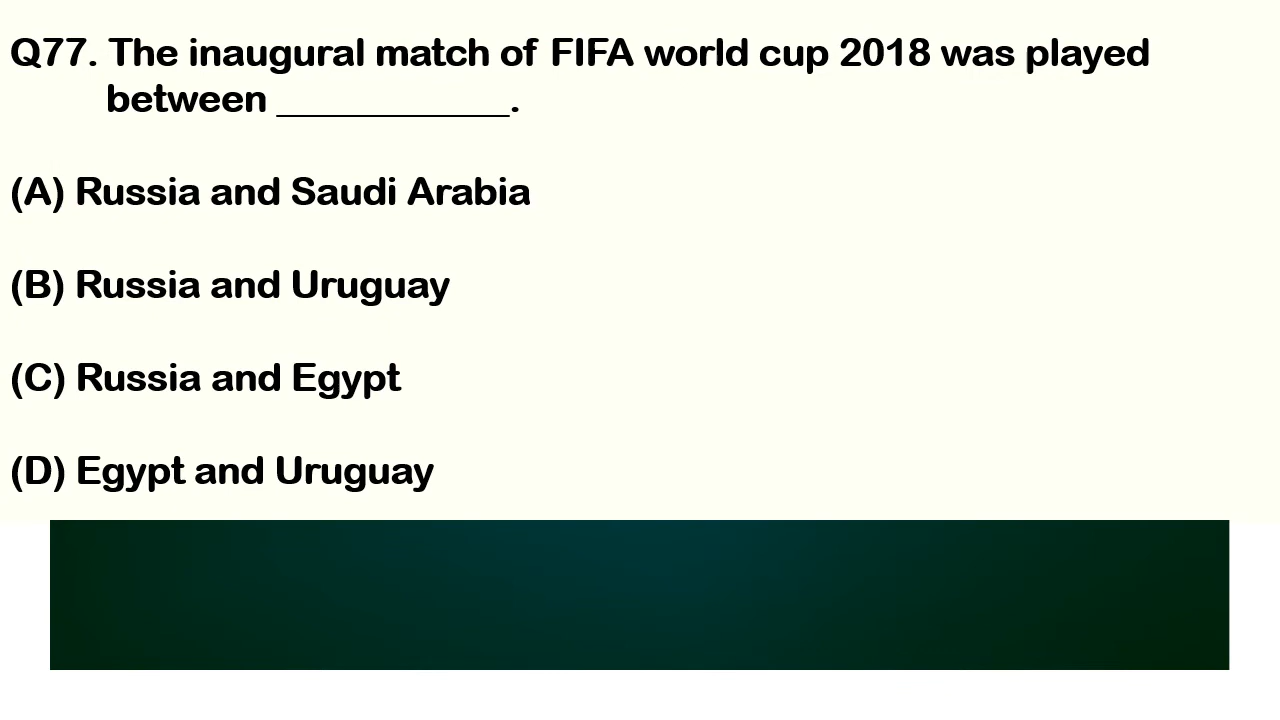 Q77. The inaugural match of FIFA world cup 2018 was played
between ____________.
(A) Russia and Saudi Arabia
(B) Russia and Uruguay
(C) Russia and Egypt
(D) Egypt and Uruguay